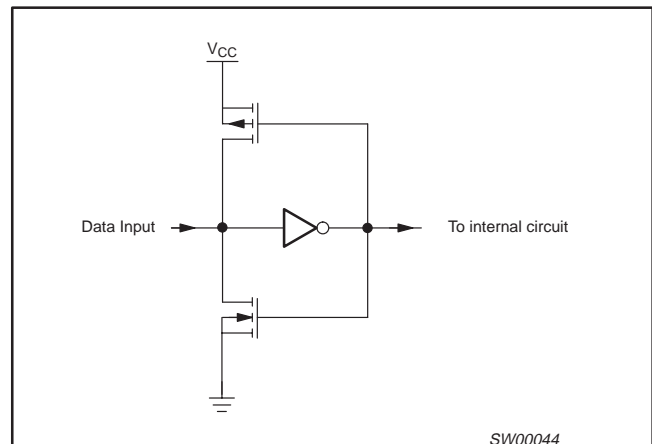 VCC
Data Input
To internal circuit
SW00044